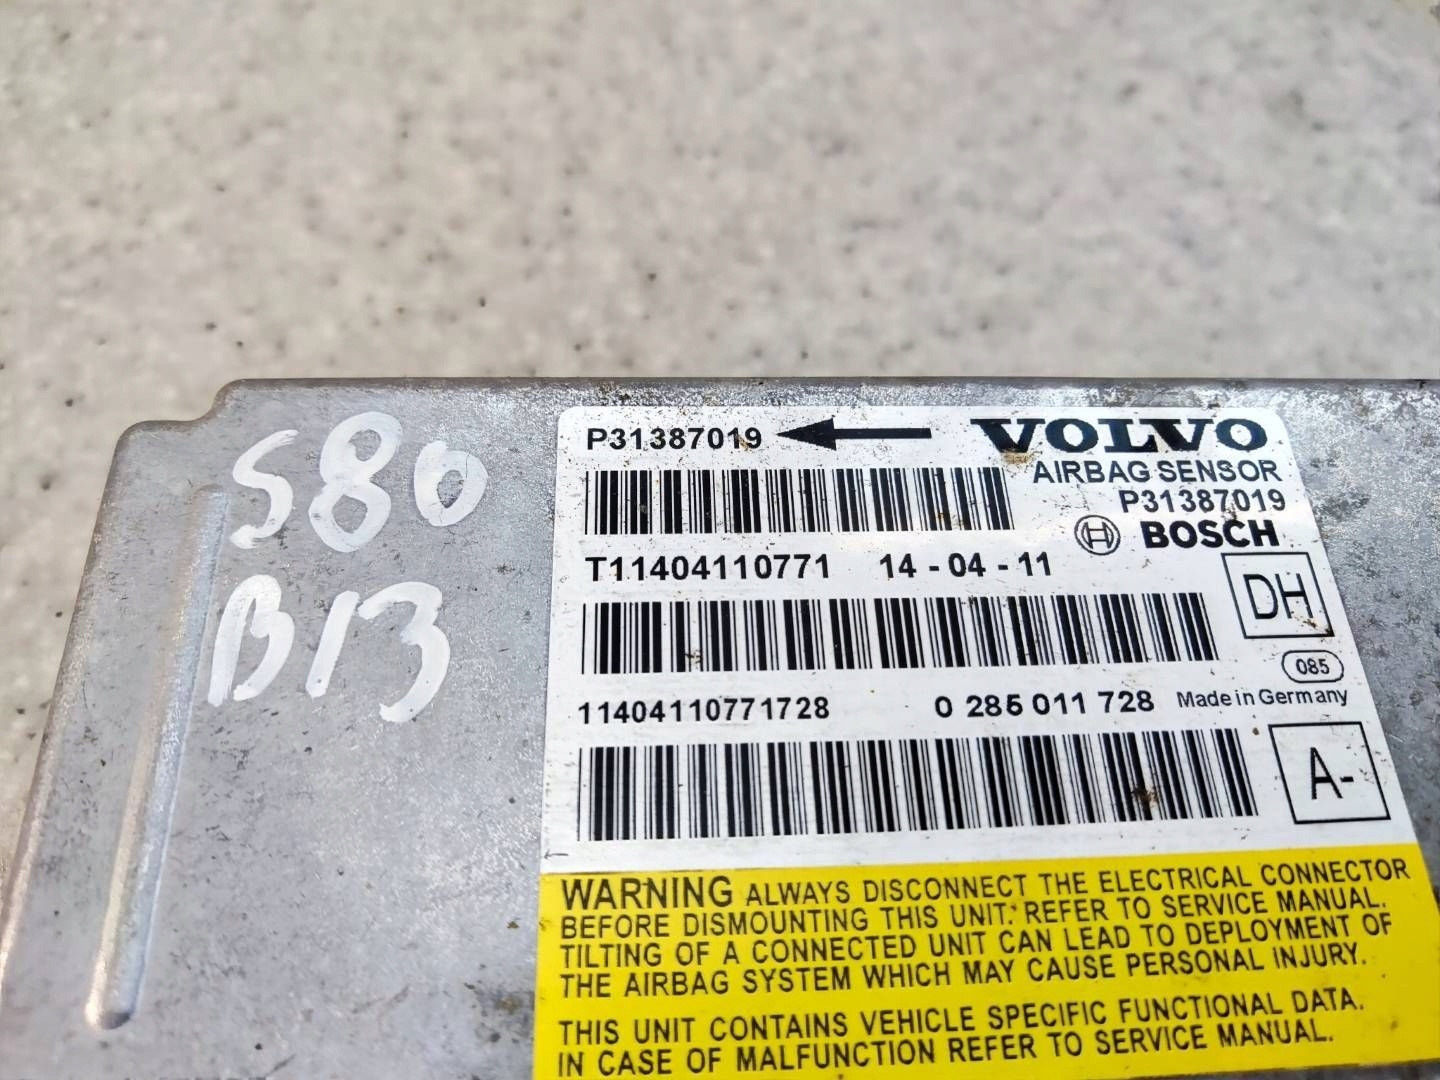 S80
B13
P31387019 VOLVO
AIRBAG SENSOR
P31387019
BOSCH
T11404110771 14-04-11
DH
085
11404110771728 0 285 011 728 Made in Germany
A-
WARNING ALWAYS DISCONNECT THE ELECTRICAL CONNECTOR
BEFORE DISMOUNTING THIS UNIT. REFER TO SERVICE MANUAL.
TILTING OF A CONNECTED UNIT CAN LEAD TO DEPLOYMENT OF
THE AIRBAG SYSTEM WHICH MAY CAUSE PERSONAL INJURY.
THIS UNIT CONTAINS VEHICLE SPECIFIC FUNCTIONAL DATA.
IN CASE OF MALFUNCTION REFER TO SERVICE MANUAL.